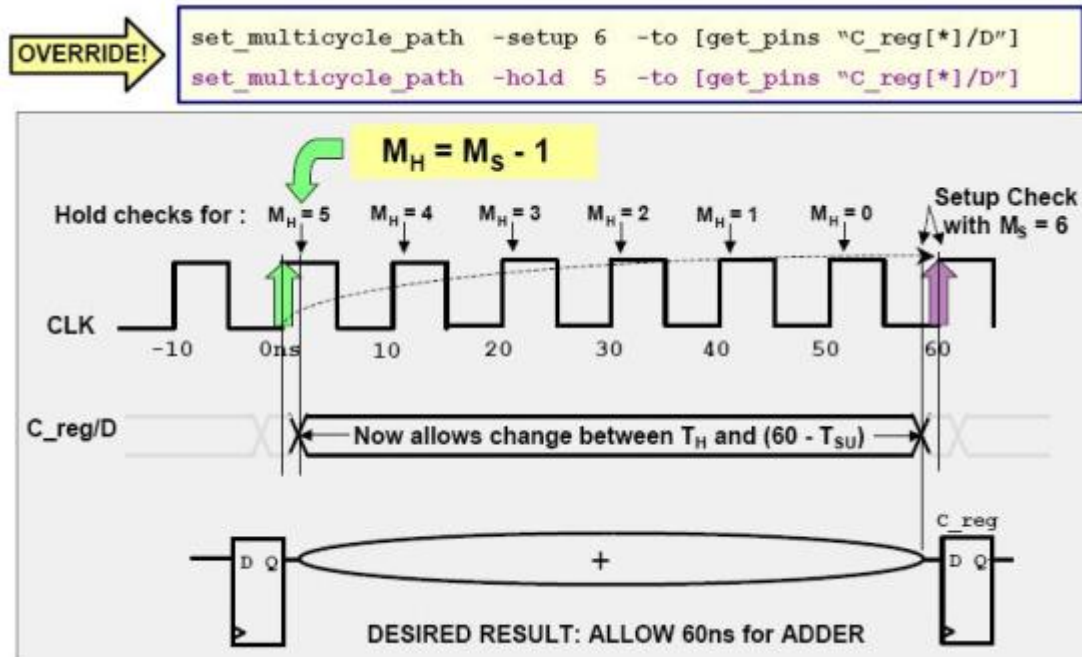 OVERRIDE!
set_multicycle_path -setup 6 -to [get_pins “C_reg[*]/D”]
set_multicycle_path -hold 5 -to [get_pins “C_reg[*]/D”]
M_H = M_S - 1
Hold checks for : M_H = 5 M_H = 4 M_H = 3 M_H = 2 M_H = 1 M_H = 0
Setup Check
with M_S = 6
CLK
-10 0ns 10 20 30 40 50 60
C_reg/D
Now allows change between T_H and (60 - T_SU)
C_reg
D Q + D Q
DESIRED RESULT: ALLOW 60ns for ADDER